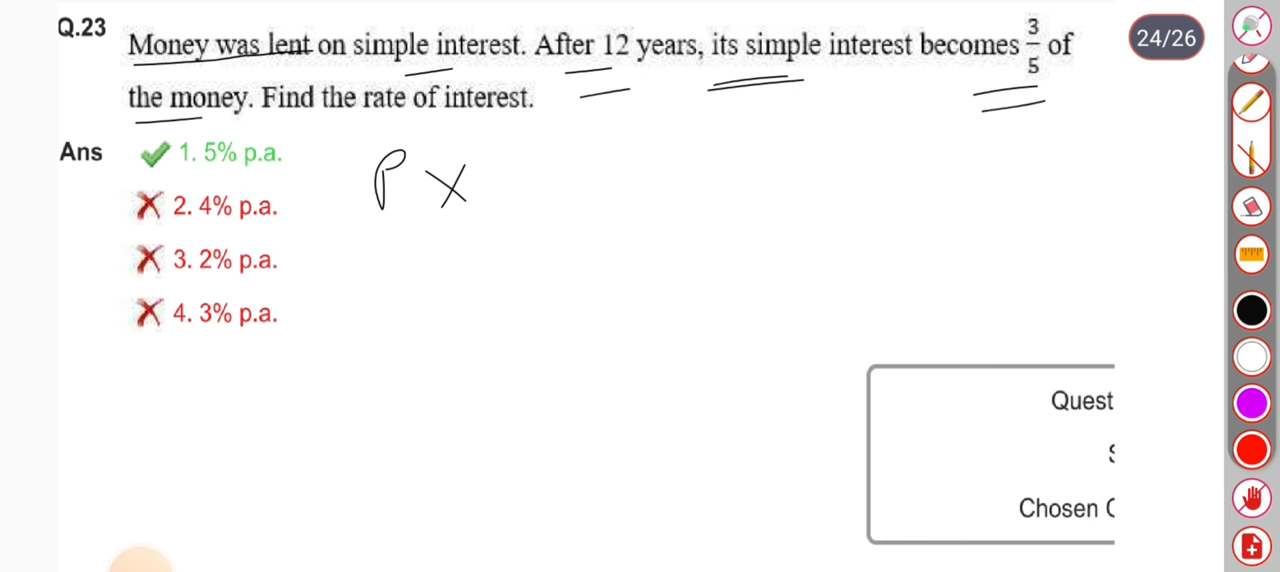 Q.23 Money was lent on simple interest. After 12 years, its simple interest becomes 3/5 of
the money. Find the rate of interest.
Ans 1. 5% p.a.
2. 4% p.a.
3. 2% p.a.
4. 3% p.a.
P ×
24/26
Quest
S
Chosen